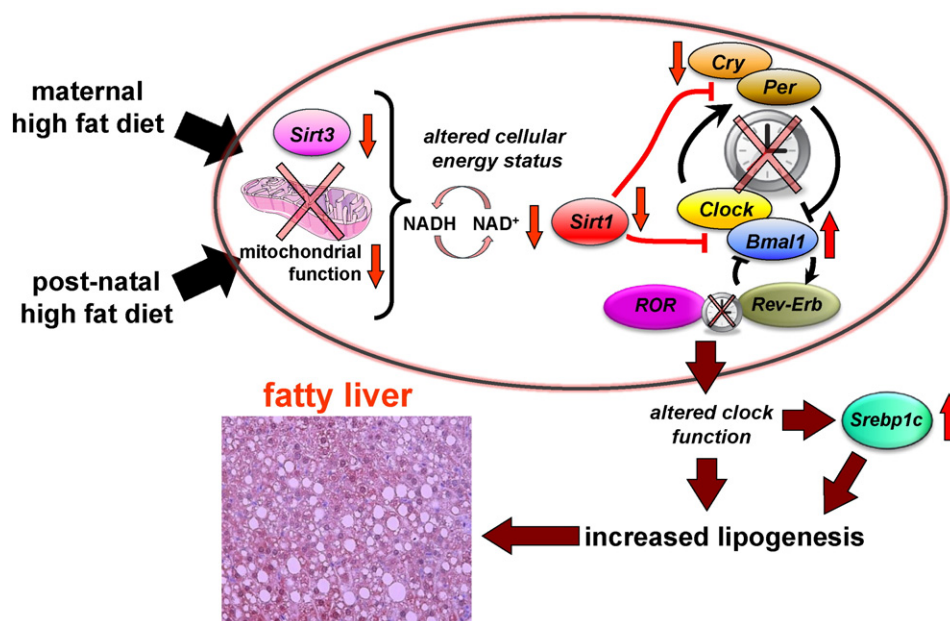 maternal
high fat diet
post-natal
high fat diet
Sirt3
mitochondrial
function
altered cellular
energy status
NADH
NAD+
Sirt1
Cry
Per
Clock
Bmal1
ROR
Rev-Erb
altered clock
function
Srebp1c
increased lipogenesis
fatty liver